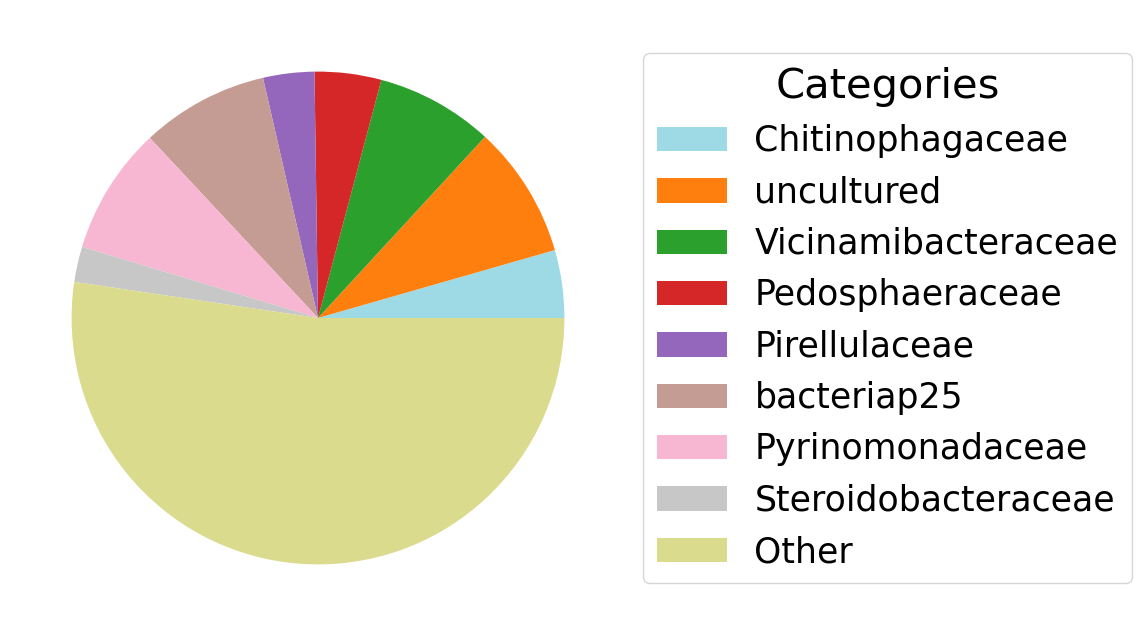 Categories
Chitinophagaceae
uncultured
Vicinamibacteraceae
Pedosphaeraceae
Pirellulaceae
bacteriap25
Pyrinomonadaceae
Steroidobacteraceae
Other